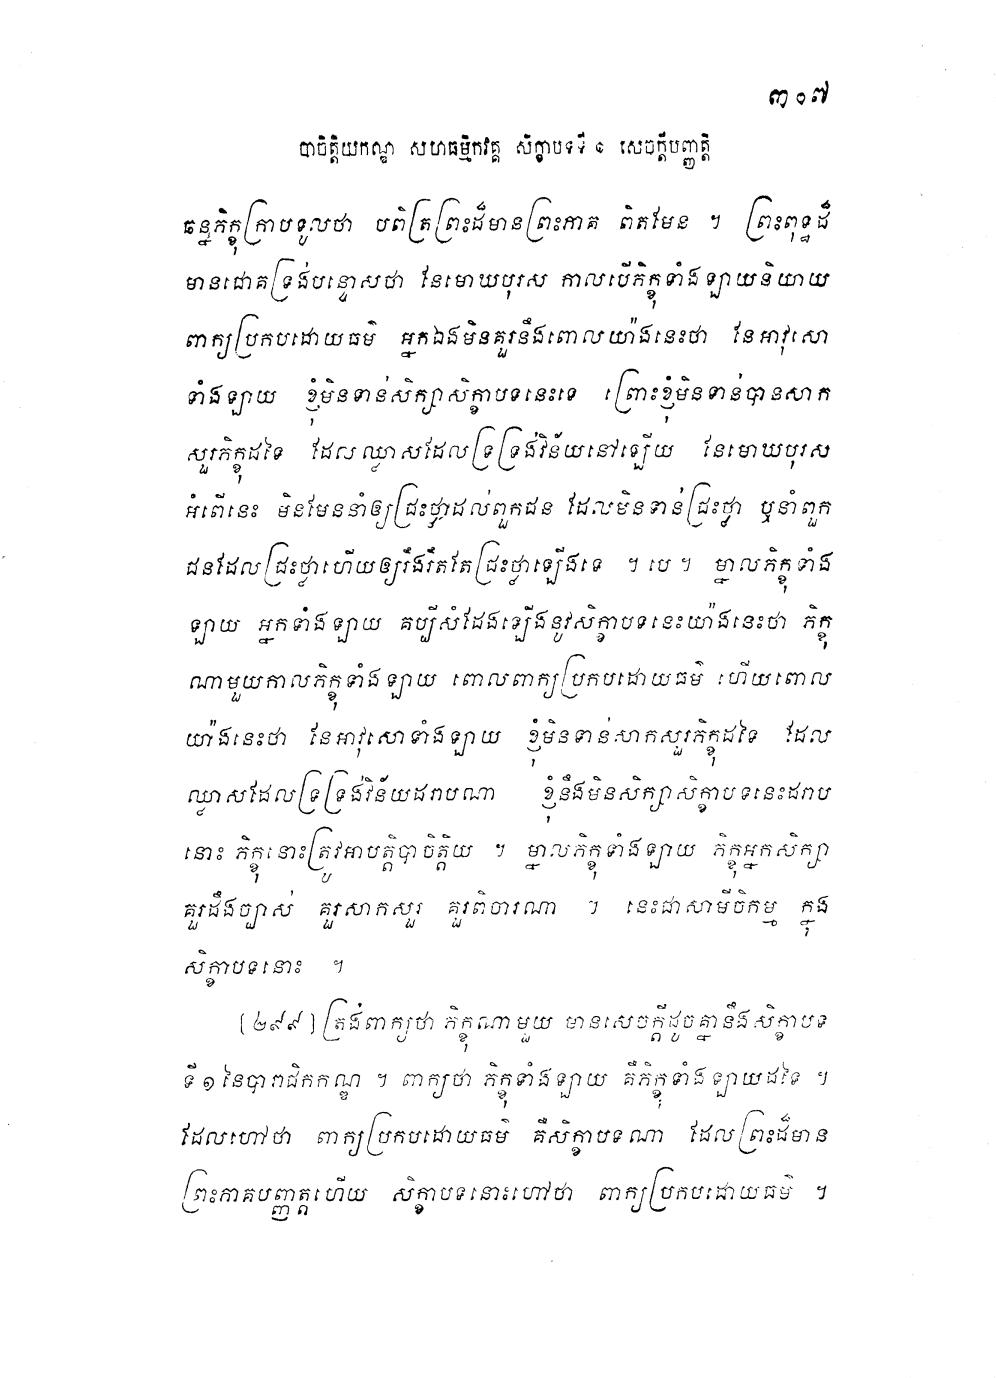 ៣០៧
បាចិត្តិយកណ្ឌ សហធម្មិកវគ្គ សិក្ខាបទទី ១ សេចក្តីបញ្ញត្តិ
ឆន្នភិក្ខុក្រាបទូលថា បពិត្រព្រះដ៏មានព្រះភាគ ពិតមែន ។ ព្រះពុទ្ធដ៏
មានជោគទ្រង់បន្ទោសថា នែមោឃបុរស កាលបើភិក្ខុទាំងឡាយនិយាយ
ពាក្យប្រកបដោយធម៌ អ្នកឯងមិនគួរនឹងពោលយ៉ាងនេះថា នែអាវុសោ
ទាំងឡាយ ខ្ញុំមិនទាន់សិក្សាសិក្ខាបទនេះទេ ព្រោះខ្ញុំមិនទាន់បានសាក
សួរភិក្ខុដទៃ ដែលឈ្លាសដែលទ្រទ្រង់វិន័យនៅឡើយ នែមោឃបុរស
អំពើនេះ មិនមែននាំឲ្យជ្រះថ្លាដល់ពួកជន ដែលមិនទាន់ជ្រះថ្លា ឬនាំពួក
ជនដែលជ្រះថ្លាហើយឲ្យរឹងរឹតតែជ្រះថ្លាឡើងទេ ។ បេ ។ ម្នាលភិក្ខុទាំង
ឡាយ អ្នកទាំងឡាយ គប្បីសំដែងឡើងនូវសិក្ខាបទនេះយ៉ាងនេះថា ភិក្ខុ
ណាមួយកាលភិក្ខុទាំងឡាយ ពោលពាក្យប្រកបដោយធម៌ ហើយពោល
យ៉ាងនេះថា នែអាវុសោទាំងឡាយ ខ្ញុំមិនទាន់សាកសួរភិក្ខុដទៃ ដែល
ឈ្លាសដែលទ្រទ្រង់វិន័យដរាបណា ខ្ញុំនឹងមិនសិក្សាសិក្ខាបទនេះដរាប
នោះ ភិក្ខុនោះត្រូវអាបត្តិបាចិត្តិយ ។ ម្នាលភិក្ខុទាំងឡាយ ភិក្ខុអ្នកសិក្សា
គួរដឹងច្បាស់ គួរសាកសួរ គួរពិចារណា ។ នេះជាសាមីចិកម្ម ក្នុង
សិក្ខាបទនោះ ។
[២៩៩] ត្រង់ពាក្យថា ភិក្ខុណាមួយ មានសេចក្តីដូចគ្នានឹងសិក្ខាបទ
ទី១ នៃបារាជិកកណ្ឌ ។ ពាក្យថា ភិក្ខុទាំងឡាយ គឺភិក្ខុទាំងឡាយដទៃ ។
ដែលហៅថា ពាក្យប្រកបដោយធម៌ គឺសិក្ខាបទណា ដែលព្រះដ៏មាន
ព្រះភាគបញ្ញត្តហើយ សិក្ខាបទនោះហៅថា ពាក្យប្រកបដោយធម៌ ។